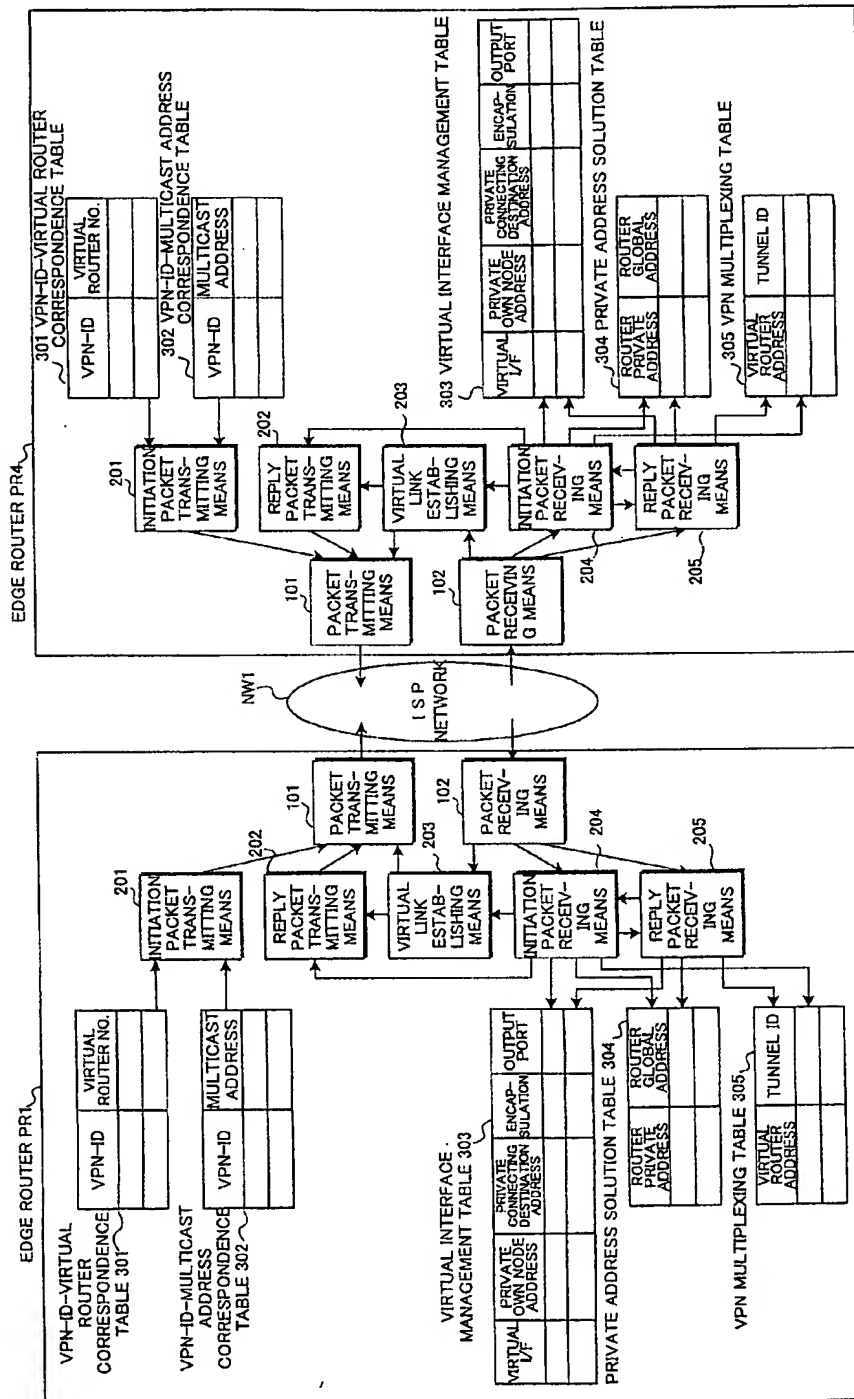 EDGE ROUTER PR1
VPN-ID-VIRTUAL
ROUTER
CORRESPONDENCE
TABLE 301
VPN-ID
VIRTUAL
ROUTER NO.
VPN-ID-MULTICAST
ADDRESS
CORRESPONDENCE
TABLE 302
VPN-ID
MULTICAST
ADDRESS
201
INITIATION
PACKET
TRANS-
MITTING
MEANS
202
REPLY
PACKET
TRANS-
MITTING
MEANS
203
VIRTUAL
LINK
ESTAB-
LISHING
MEANS
204
INITIATION
PACKET
RECEIV-
ING
MEANS
205
REPLY
PACKET
RECEIV-
ING
MEANS
101
PACKET
TRANS-
MITTING
MEANS
102
PACKET
RECEIV-
ING
MEANS
VIRTUAL INTERFACE
MANAGEMENT TABLE 303
VIRTUAL
I/F
PRIVATE
OWN NODE
ADDRESS
PRIVATE
CONNECTING
DESTINATION
ADDRESS
ENCAP-
SULATION
OUTPUT
PORT
PRIVATE ADDRESS SOLUTION TABLE 304
ROUTER
PRIVATE
ADDRESS
ROUTER
GLOBAL
ADDRESS
VPN MULTIPLEXING TABLE 305
VIRTUAL
ROUTER
ADDRESS
TUNNEL ID
NW1
ISP
NETWORK
EDGE ROUTER PR4
301 VPN-ID-VIRTUAL ROUTER
CORRESPONDENCE TABLE
VPN-ID
VIRTUAL
ROUTER NO.
302 VPN-ID-MULTICAST ADDRESS
CORRESPONDENCE TABLE
VPN-ID
MULTICAST
ADDRESS
201
INITIATION
PACKET
TRANS-
MITTING
MEANS
202
REPLY
PACKET
TRANS-
MITTING
MEANS
203
VIRTUAL
LINK
ESTAB-
LISHING
MEANS
204
INITIATION
PACKET
RECEIV-
ING
MEANS
205
REPLY
PACKET
RECEIV-
ING
MEANS
101
PACKET
TRANS-
MITTING
MEANS
102
PACKET
RECEIVIN
G MEANS
303 VIRTUAL INTERFACE MANAGEMENT TABLE
VIRTUAL
I/F
PRIVATE
OWN NODE
ADDRESS
PRIVATE
CONNECTING
DESTINATION
ADDRESS
ENCAP-
SULATION
OUTPUT
PORT
304 PRIVATE ADDRESS SOLUTION TABLE
ROUTER
PRIVATE
ADDRESS
ROUTER
GLOBAL
ADDRESS
305 VPN MULTIPLEXING TABLE
VIRTUAL
ROUTER
ADDRESS
TUNNEL ID